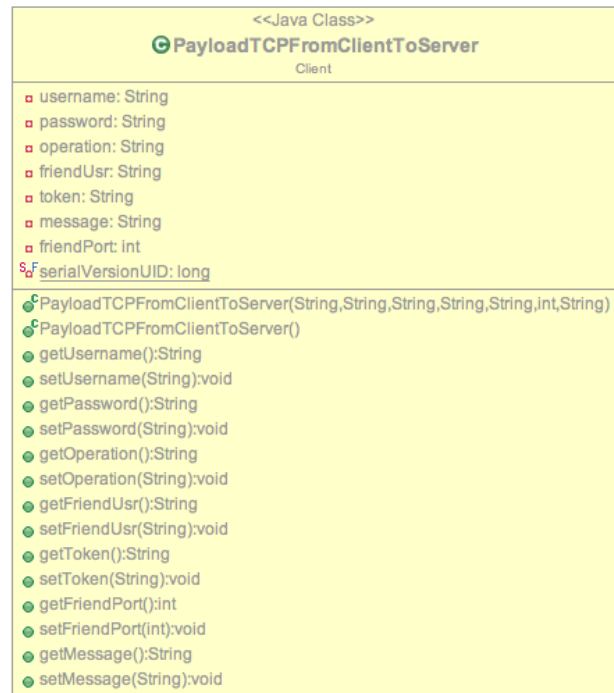 <<Java Class>>
PayloadTCPFromClientToServer
Client
username: String
password: String
operation: String
friendUsr: String
token: String
message: String
friendPort: int
serialVersionUID: long
PayloadTCPFromClientToServer(String,String,String,String,String,int,String)
PayloadTCPFromClientToServer()
getUsername():String
setUsername(String):void
getPassword():String
setPassword(String):void
getOperation():String
setOperation(String):void
getFriendUsr():String
setFriendUsr(String):void
getToken():String
setToken(String):void
getFriendPort():int
setFriendPort(int):void
getMessage():String
setMessage(String):void